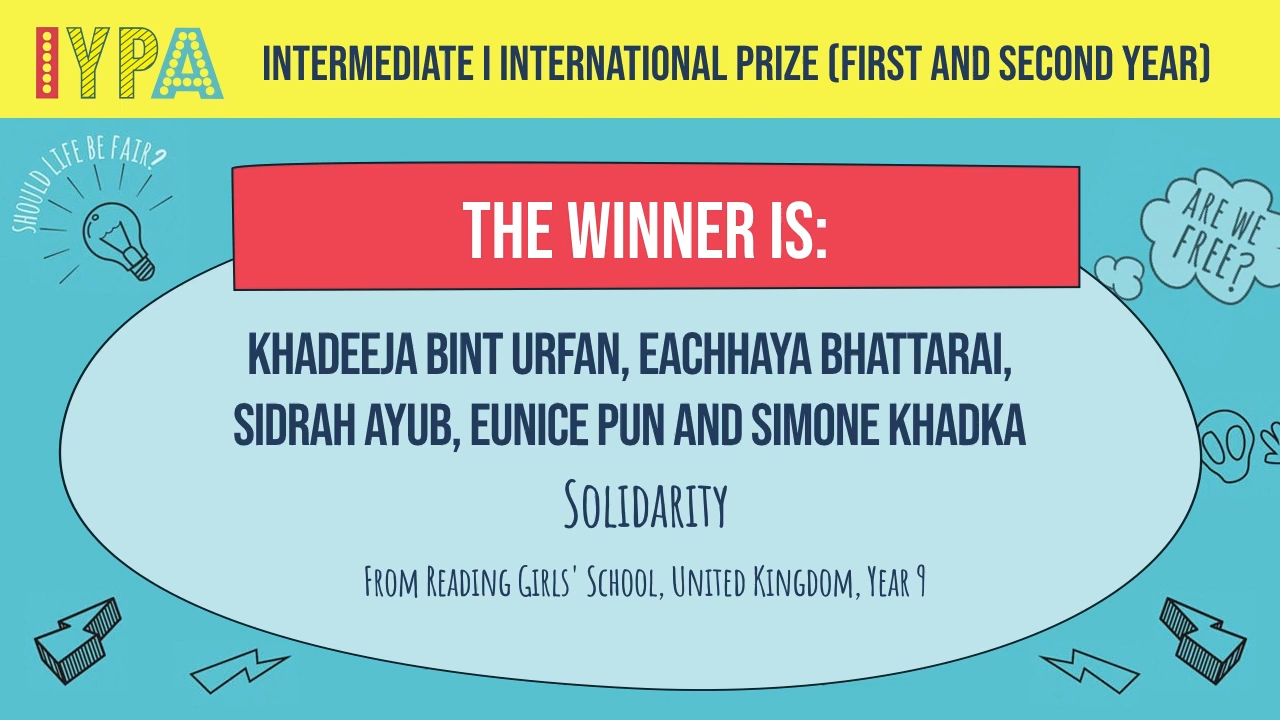 IYPA
INTERMEDIATE I INTERNATIONAL PRIZE (FIRST AND SECOND YEAR)
SHOULD LIFE BE FAIR?
THE WINNER IS:
ARE WE
FREE?
KHADEEJA BINT URFAN, EACHHAYA BHATTARAI,
SIDRAH AYUB, EUNICE PUN AND SIMONE KHADKA
SOLIDARITY
FROM READING GIRLS' SCHOOL, UNITED KINGDOM, YEAR 9